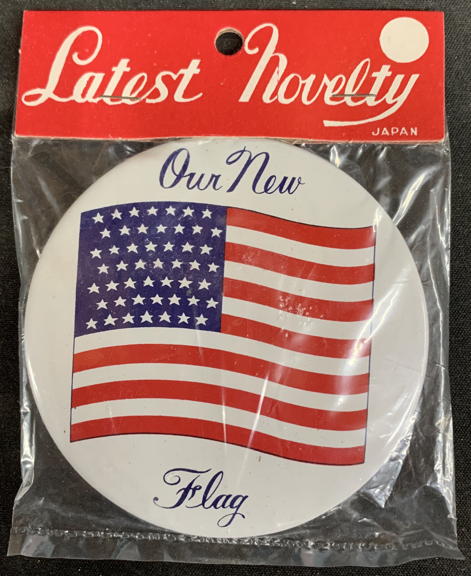 Latest Novelty
JAPAN
Our New
Flag